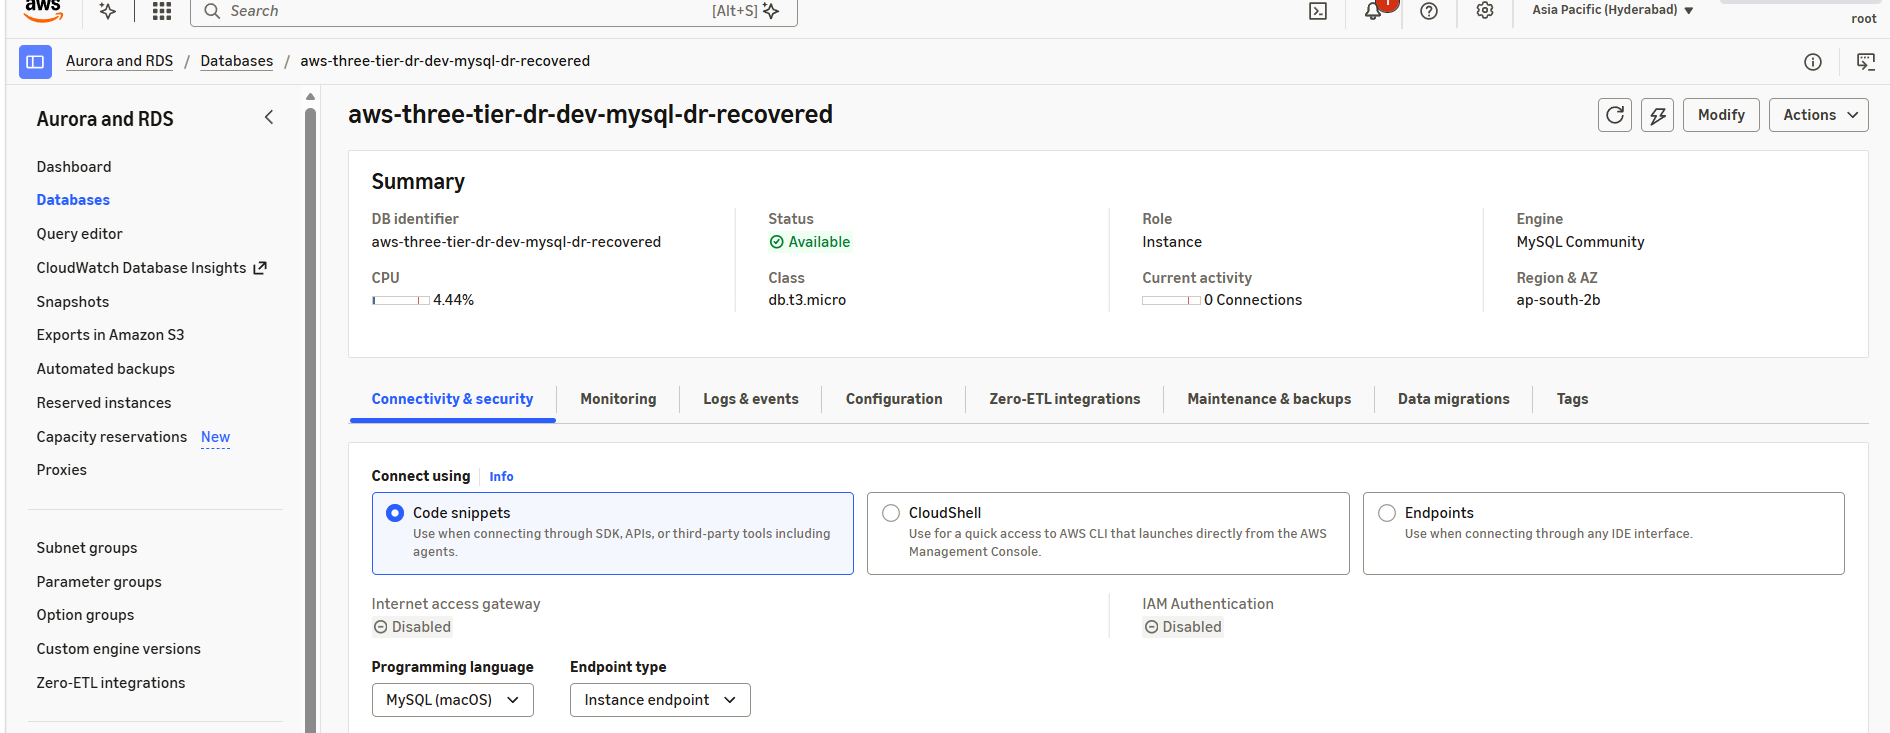 aws
Search [Alt+S]
1
Asia Pacific (Hyderabad)
root
Aurora and RDS / Databases / aws-three-tier-dr-dev-mysql-dr-recovered
Aurora and RDS
Dashboard
Databases
Query editor
CloudWatch Database Insights
Snapshots
Exports in Amazon S3
Automated backups
Reserved instances
Capacity reservations New
Proxies
Subnet groups
Parameter groups
Option groups
Custom engine versions
Zero-ETL integrations
aws-three-tier-dr-dev-mysql-dr-recovered
Modify
Actions
Summary
DB identifier
aws-three-tier-dr-dev-mysql-dr-recovered
Status
Available
Role
Instance
Engine
MySQL Community
CPU
4.44%
Class
db.t3.micro
Current activity
0 Connections
Region & AZ
ap-south-2b
Connectivity & security
Monitoring
Logs & events
Configuration
Zero-ETL integrations
Maintenance & backups
Data migrations
Tags
Connect using Info
Code snippets
Use when connecting through SDK, APIs, or third-party tools including
agents.
CloudShell
Use for a quick access to AWS CLI that launches directly from the AWS
Management Console.
Endpoints
Use when connecting through any IDE interface.
Internet access gateway
Disabled
IAM Authentication
Disabled
Programming language
MySQL (macOS)
Endpoint type
Instance endpoint